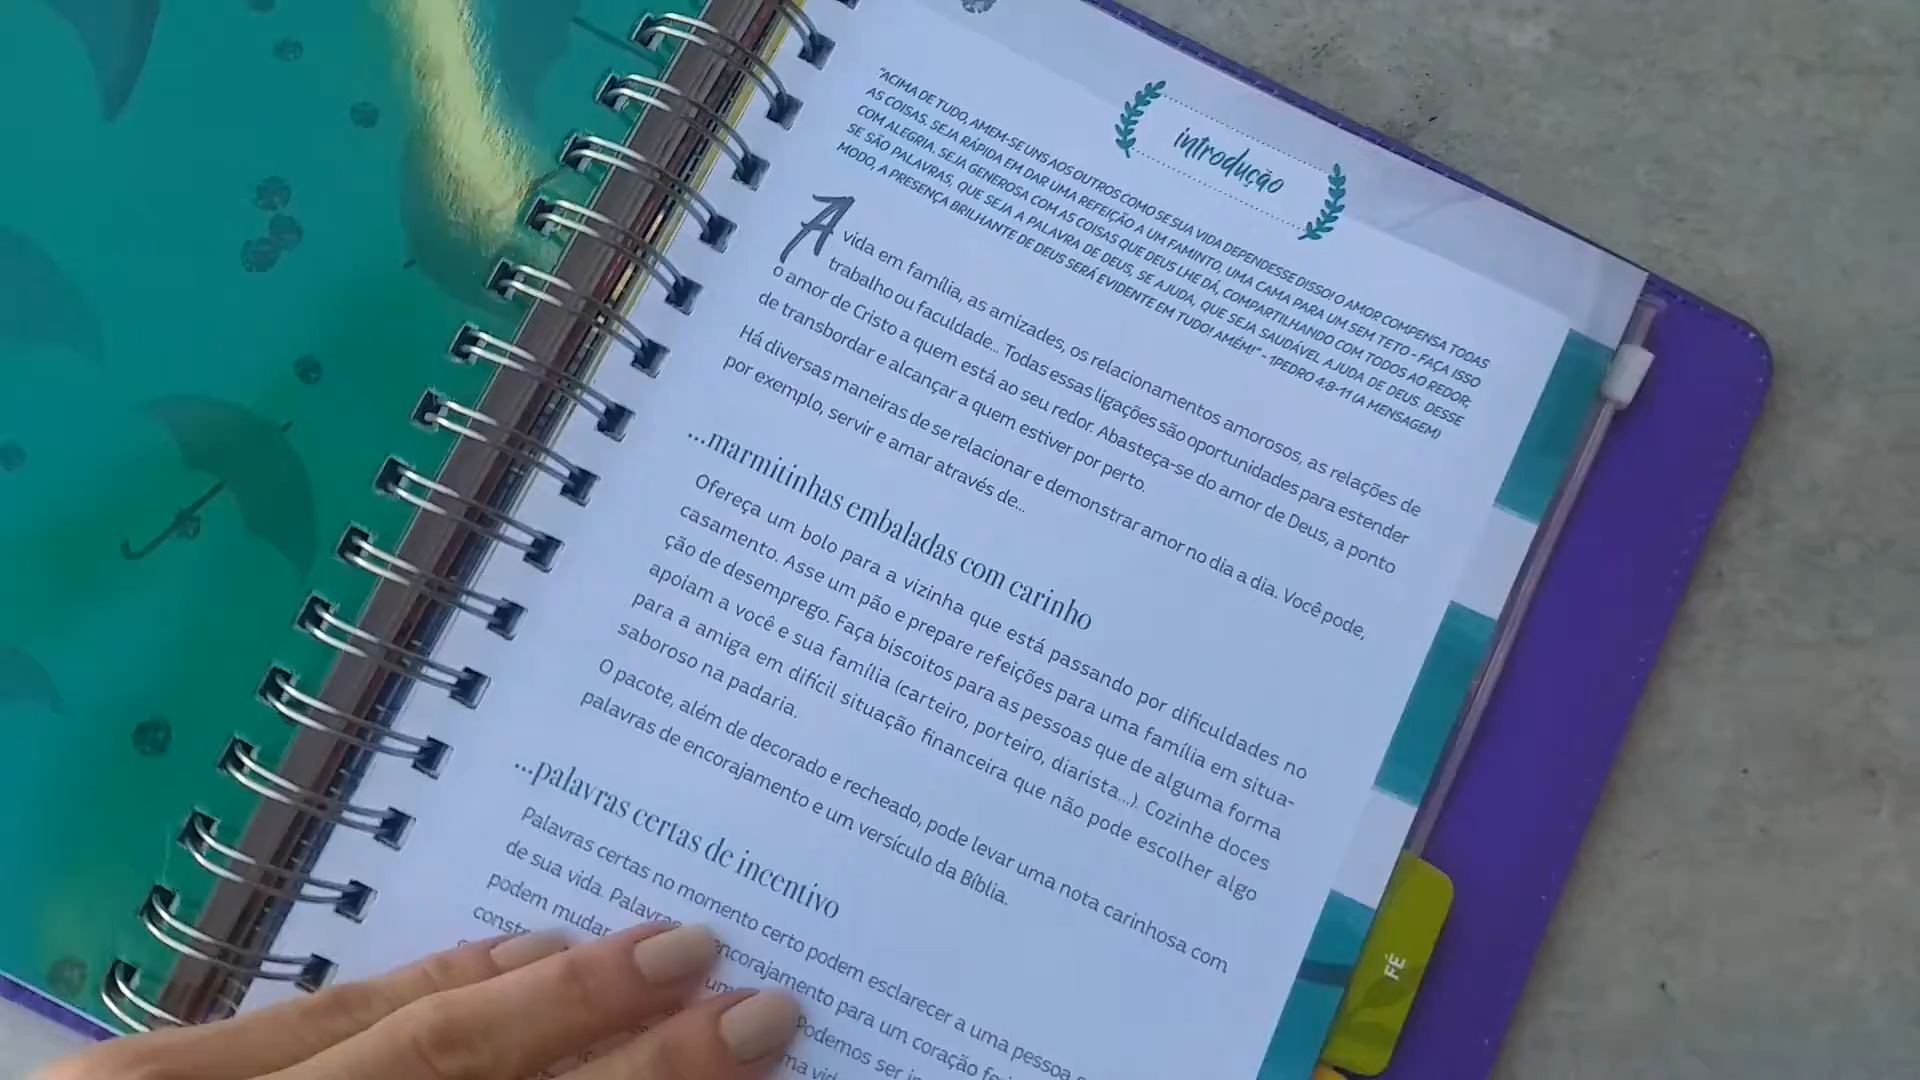 introdução
"ACIMA DE TUDO, AMEM-SE UNS AOS OUTROS COMO SE SUA VIDA DEPENDESSE DISSO! O AMOR COMPENSA TODAS
AS COISAS. SEJA RÁPIDA EM DAR UMA REFEIÇÃO A UM FAMINTO, UMA CAMA PARA UM SEM TETO - FAÇA ISSO
COM ALEGRIA. SEJA GENEROSA COM AS COISAS QUE DEUS LHE DÁ, COMPARTILHANDO COM TODOS AO REDOR;
SE SÃO PALAVRAS, QUE SEJA A PALAVRA DE DEUS, SE AJUDA, QUE SEJA SAUDÁVEL AJUDA DE DEUS. DESSE
MODO, A PRESENÇA BRILHANTE DE DEUS SERÁ EVIDENTE EM TUDO! AMÉM!" - 1PEDRO 4:8-11 (A MENSAGEM)
A vida em família, as amizades, os relacionamentos amorosos, as relações de
trabalho ou faculdade... Todas essas ligações são oportunidades para estender
o amor de Cristo a quem está ao seu redor. Abasteça-se do amor de Deus, a ponto
de transbordar e alcançar a quem estiver por perto.
Há diversas maneiras de se relacionar e demonstrar amor no dia a dia. Você pode,
por exemplo, servir e amar através de...
...marmitinhas embaladas com carinho
Ofereça um bolo para a vizinha que está passando por dificuldades no
casamento. Asse um pão e prepare refeições para uma família em situa-
ção de desemprego. Faça biscoitos para as pessoas que de alguma forma
apoiam a você e sua família (carteiro, porteiro, diarista...). Cozinhe doces
para a amiga em difícil situação financeira que não pode escolher algo
saboroso na padaria.
O pacote, além de decorado e recheado, pode levar uma nota carinhosa com
palavras de encorajamento e um versículo da Bíblia.
...palavras certas de incentivo
Palavras certas no momento certo podem esclarecer a uma pessoa
de sua vida. Palavras encorajamento para um coração
podem mudar um Podemos ser
FÉ